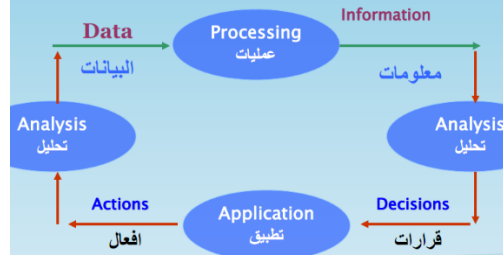 Information
Data
Processing
عمليات
البيانات
معلومات
Analysis
تحليل
Analysis
تحليل
Actions
Application
Decisions
افعال
تطبيق
قرارات